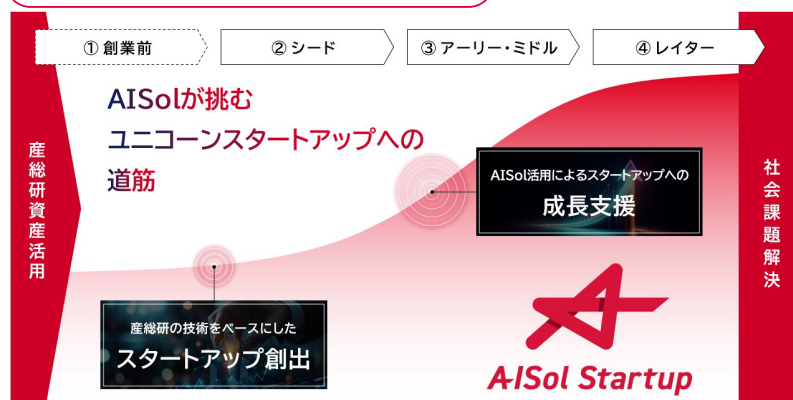 ① 創業前
② シード
③ アーリー・ミドル
④ レイター
産総研資産活用
AISolが挑む
ユニコーンスタートアップへの
道筋
AISol活用によるスタートアップへの
成長支援
産総研の技術をベースにした
スタートアップ創出
社会課題解決
AISol Startup